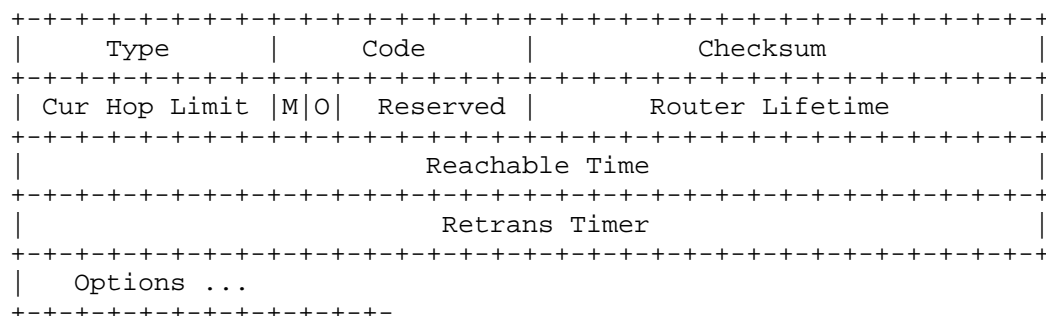 +-+-+-+-+-+-+-+-+-+-+-+-+-+-+-+-+-+-+-+-+-+-+-+-+-+-+-+-+-+-+-+-+
|     Type      |     Code      |          Checksum             |
+-+-+-+-+-+-+-+-+-+-+-+-+-+-+-+-+-+-+-+-+-+-+-+-+-+-+-+-+-+-+-+-+
| Cur Hop Limit |M|O|  Reserved |       Router Lifetime         |
+-+-+-+-+-+-+-+-+-+-+-+-+-+-+-+-+-+-+-+-+-+-+-+-+-+-+-+-+-+-+-+-+
|                         Reachable Time                        |
+-+-+-+-+-+-+-+-+-+-+-+-+-+-+-+-+-+-+-+-+-+-+-+-+-+-+-+-+-+-+-+-+
|                          Retrans Timer                        |
+-+-+-+-+-+-+-+-+-+-+-+-+-+-+-+-+-+-+-+-+-+-+-+-+-+-+-+-+-+-+-+-+
|   Options ...
+-+-+-+-+-+-+-+-+-+-+-+-